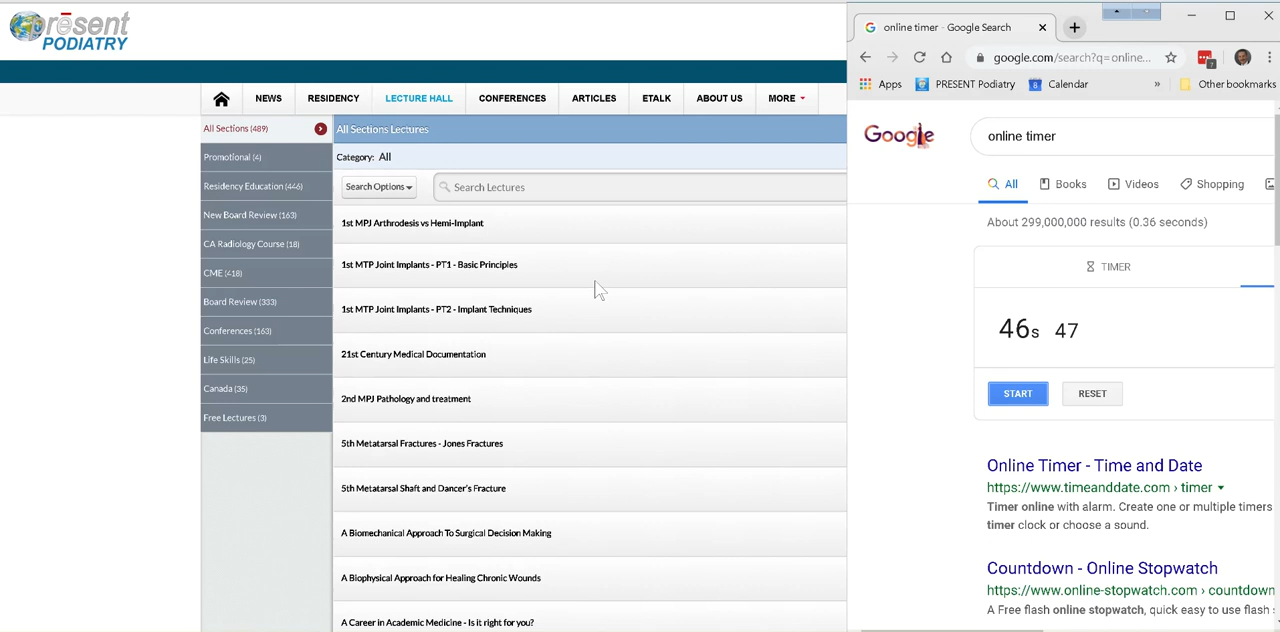 present
PODIATRY
NEWS
RESIDENCY
LECTURE HALL
CONFERENCES
ARTICLES
ETALK
ABOUT US
MORE
All Sections (489)
Promotional (4)
Residency Education (446)
New Board Review (163)
CA Radiology Course (18)
CME (418)
Board Review (333)
Conferences (163)
Life Skills (25)
Canada (35)
Free Lectures (3)
All Sections Lectures
Category: All
Search Options
Search Lectures
1st MPJ Arthrodesis vs Hemi-Implant
1st MTP Joint Implants - PT1 - Basic Principles
1st MTP Joint Implants - PT2 - Implant Techniques
21st Century Medical Documentation
2nd MPJ Pathology and treatment
5th Metatarsal Fractures - Jones Fractures
5th Metatarsal Shaft and Dancer's Fracture
A Biomechanical Approach To Surgical Decision Making
A Biophysical Approach for Healing Chronic Wounds
A Career in Academic Medicine - Is it right for you?
online timer - Google Search
google.com/search?q=online...
Apps
PRESENT Podiatry
8 Calendar
»
Other bookmarks
Google
online timer
All
Books
Videos
Shopping
About 299,000,000 results (0.36 seconds)
TIMER
46s 47
START
RESET
Online Timer - Time and Date
https://www.timeanddate.com › timer
Timer online with alarm. Create one or multiple timers
timer clock or choose a sound.
Countdown - Online Stopwatch
https://www.online-stopwatch.com › countdown
A Free flash online stopwatch, quick easy to use flash